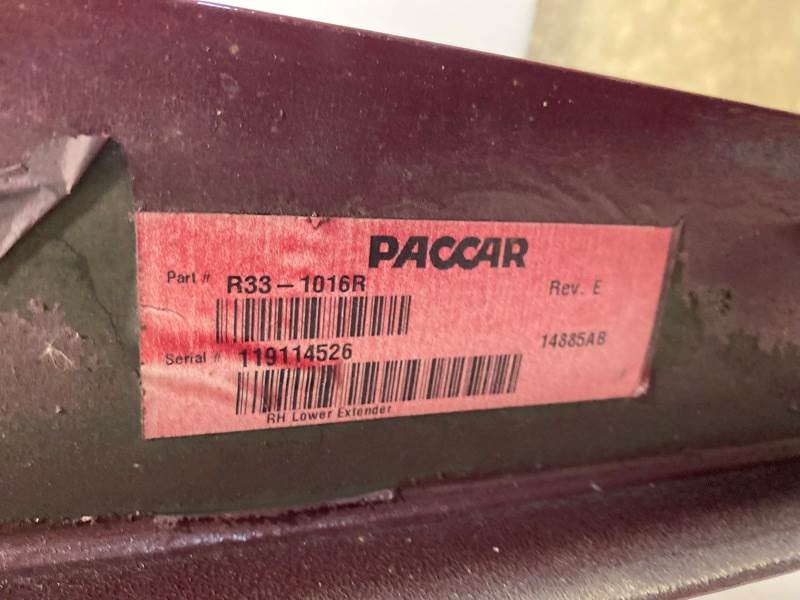 PACCAR
Part # R33-1016R
Rev. E
Serial # 119114526
14885AB
RH Lower Extender